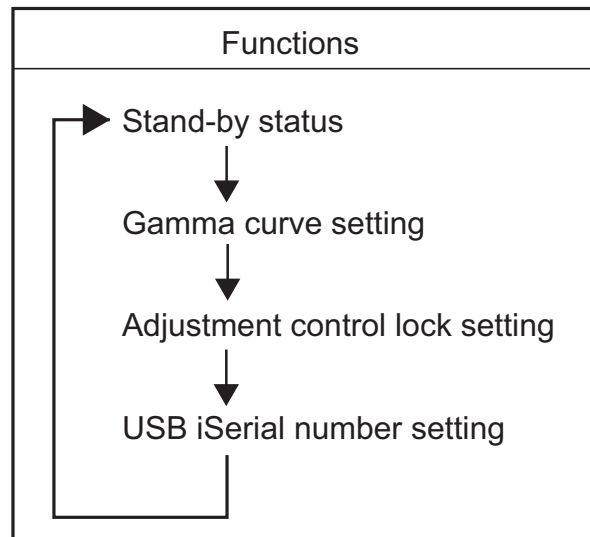 Functions
Stand-by status
Gamma curve setting
Adjustment control lock setting
USB iSerial number setting